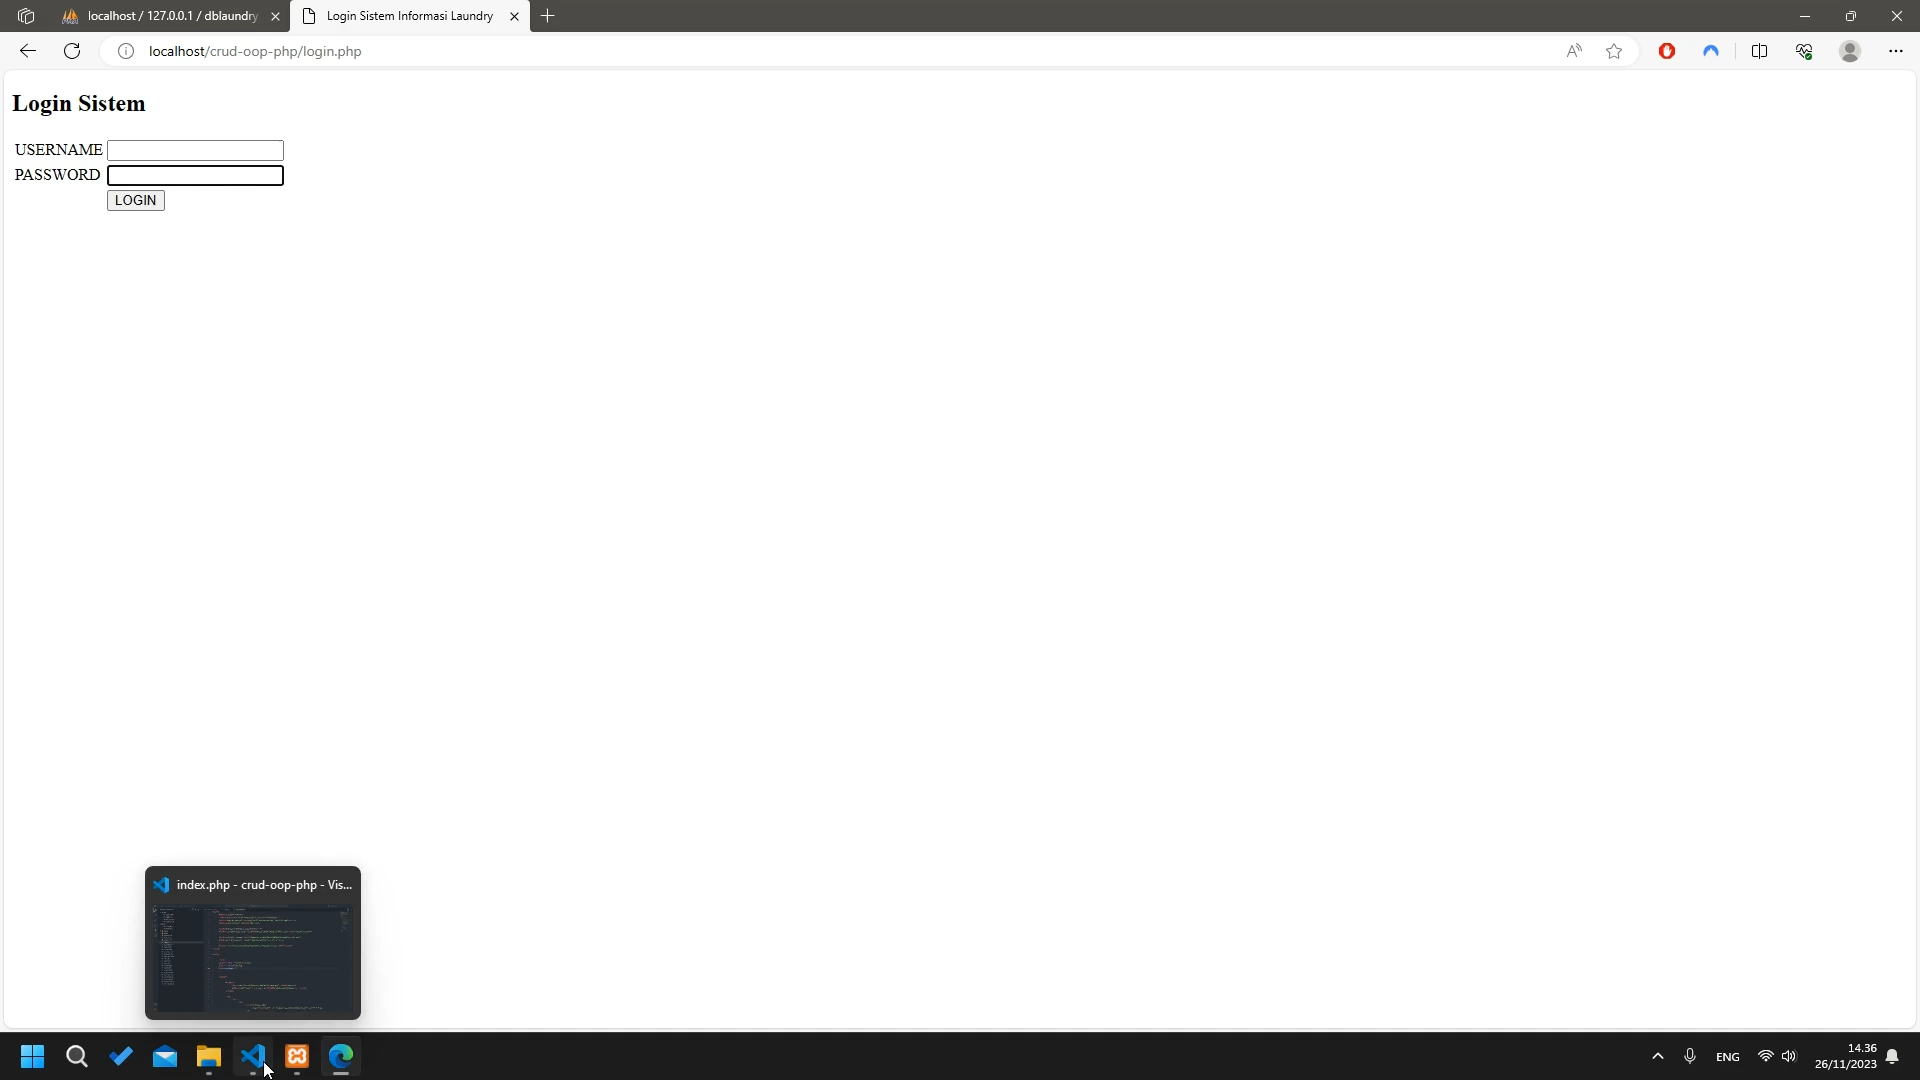 localhost / 127.0.0.1 / dblaundry
Login Sistem Informasi Laundry
localhost/crud-oop-php/login.php
Login Sistem
USERNAME
PASSWORD
LOGIN
index.php - crud-oop-php - Vis...
ENG
14.36
26/11/2023